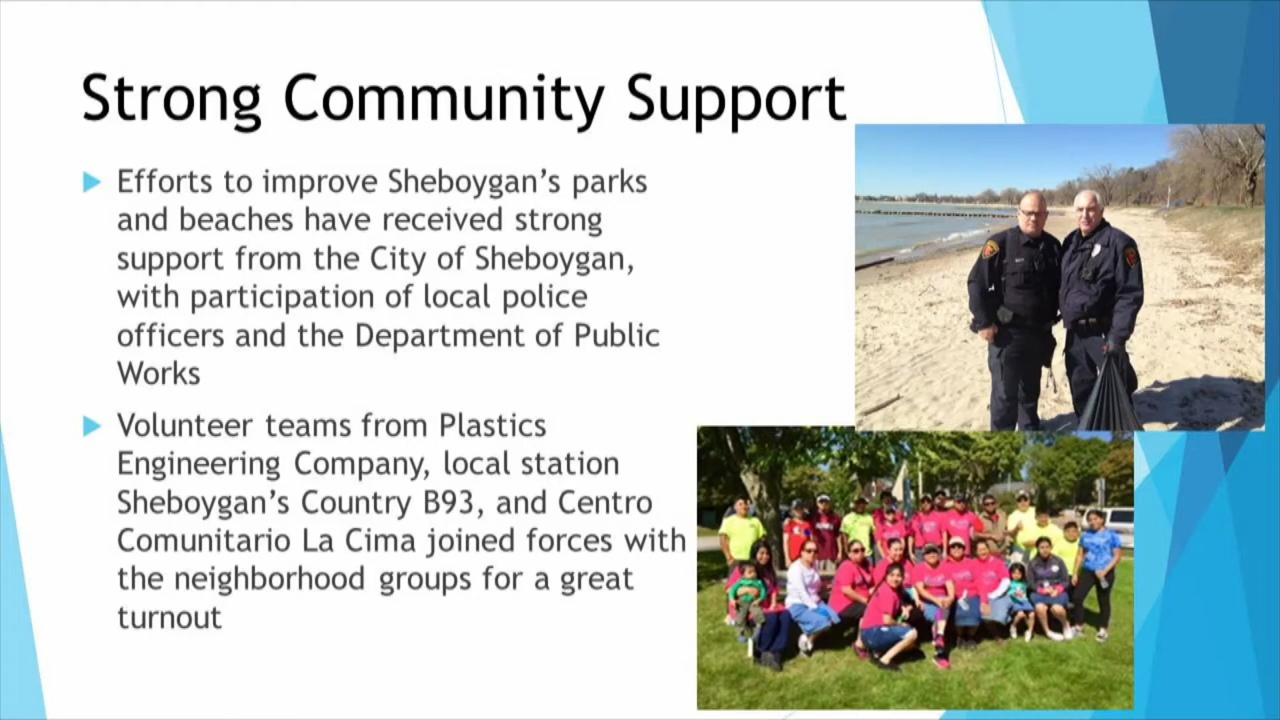 Strong Community Support
Efforts to improve Sheboygan’s parks
and beaches have received strong
support from the City of Sheboygan,
with participation of local police
officers and the Department of Public
Works
Volunteer teams from Plastics
Engineering Company, local station
Sheboygan’s Country B93, and Centro
Comunitario La Cima joined forces with
the neighborhood groups for a great
turnout